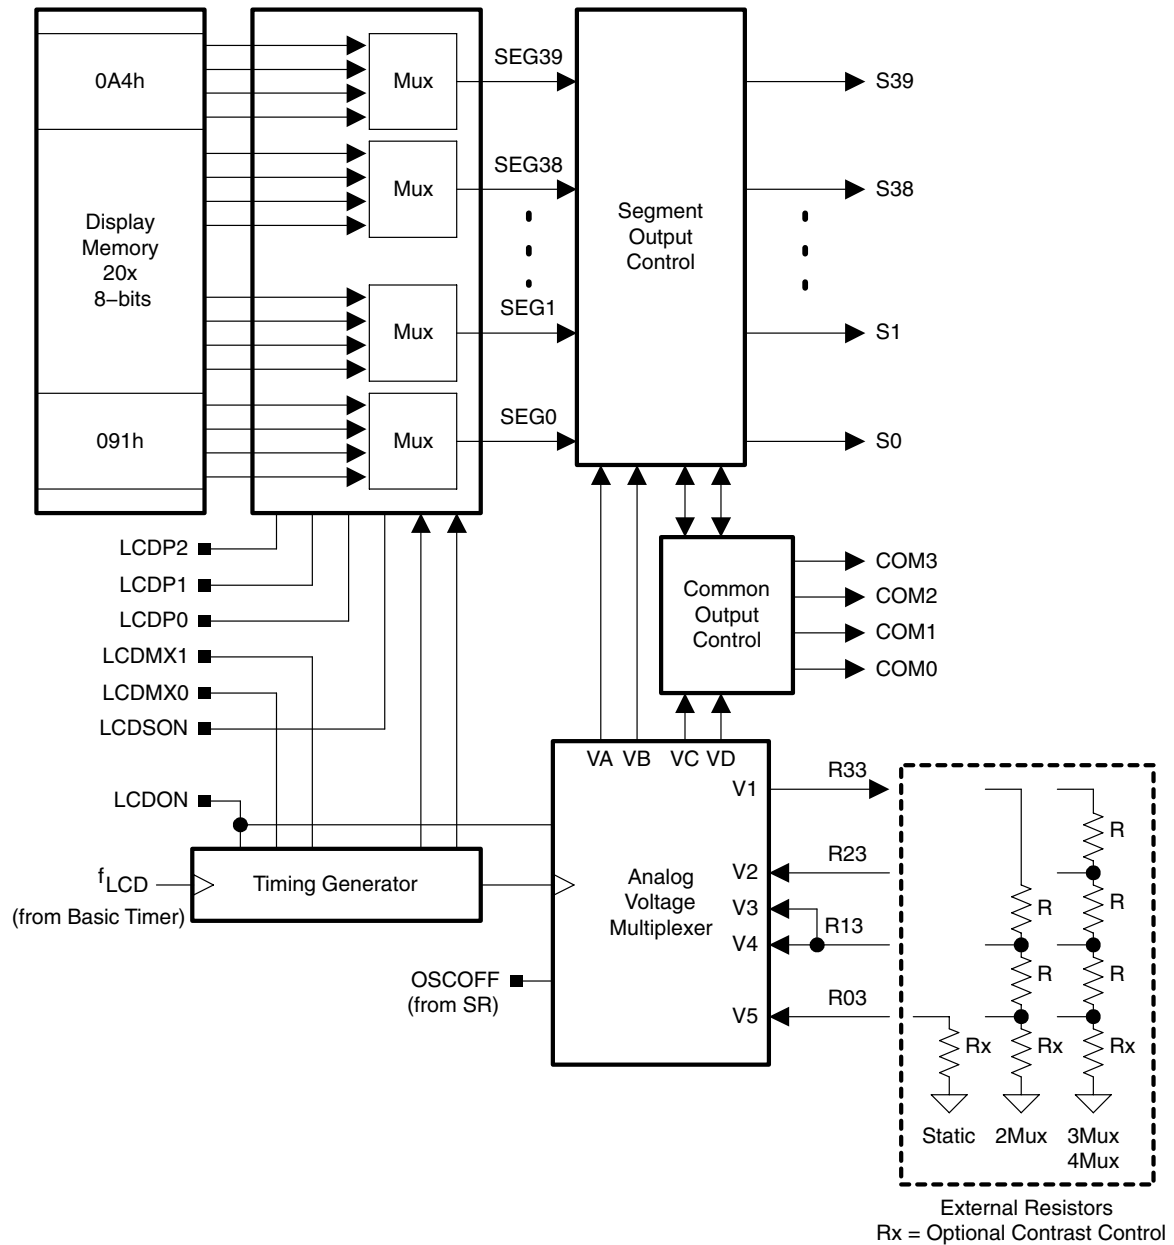 0A4h
Display
Memory
20x
8–bits
091h
Mux
Mux
Mux
Mux
SEG39
SEG38
SEG1
SEG0
Segment
Output
Control
S39
S38
S1
S0
LCDP2
LCDP1
LCDP0
LCDMX1
LCDMX0
LCDSON
LCDON
fLCD
(from Basic Timer)
Timing Generator
OSCOFF
(from SR)
Common
Output
Control
COM3
COM2
COM1
COM0
VA VB VC VD
V1
V2
V3
V4
V5
Analog
Voltage
Multiplexer
R33
R23
R13
R03
R
R R
R R
Rx Rx Rx
Static 2Mux 3Mux
4Mux
External Resistors
Rx = Optional Contrast Control